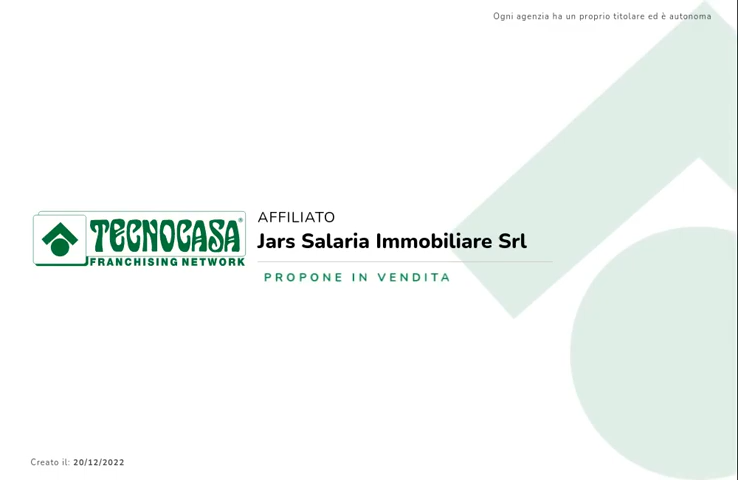 Ogni agenzia ha un proprio titolare ed è autonoma
AFFILIATO
Jars Salaria Immobiliare Srl
TECNOCASA®
FRANCHISING NETWORK
PROPONE IN VENDITA
Creato il: 20/12/2022